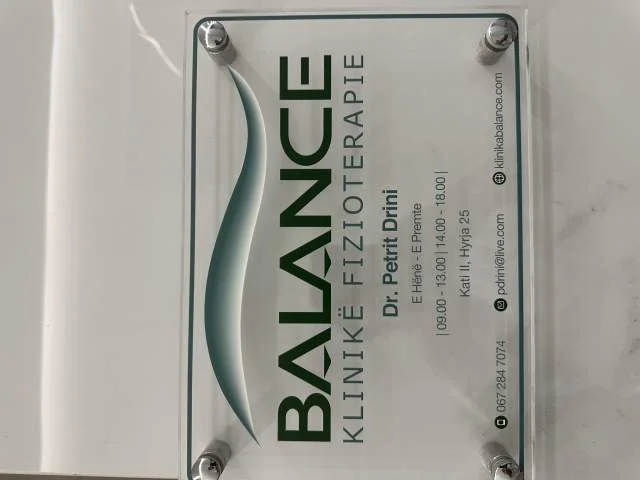 BALANCE
KLINIKË FIZIOTERAPIE
Dr. Petrit Drini
E Hënë - E Premte
| 09.00 - 13.00 | 14.00 - 18.00 |
Kati II, Hyrja 25
067 284 7074 pdrini@live.com klinikabalance.com